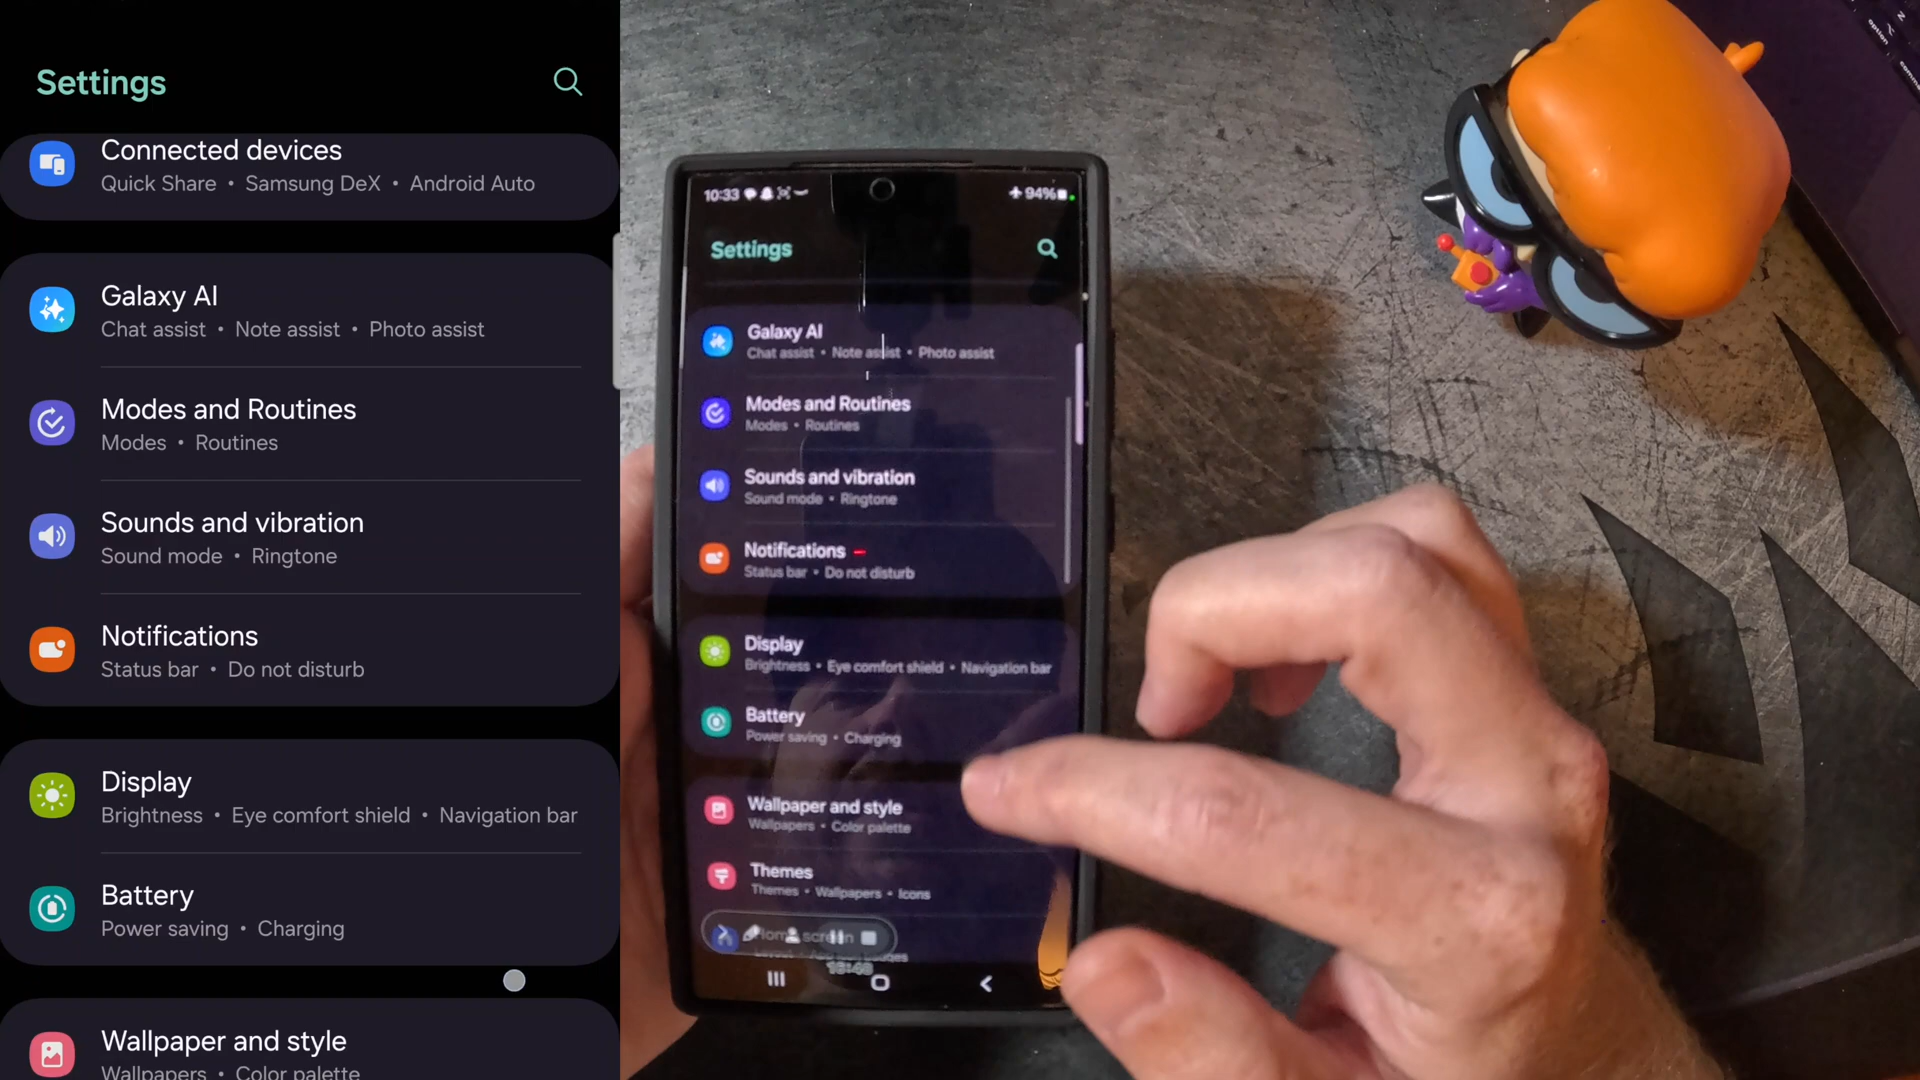 Settings
Connected devices
Quick Share • Samsung DeX • Android Auto
Galaxy AI
Chat assist • Note assist • Photo assist
Modes and Routines
Modes • Routines
Sounds and vibration
Sound mode • Ringtone
Notifications
Status bar • Do not disturb
Display
Brightness • Eye comfort shield • Navigation bar
Battery
Power saving • Charging
Wallpaper and style
Wallpapers • Color palette
10:33
94%
Settings
Galaxy AI
Chat assist • Note assist • Photo assist
Modes and Routines
Modes • Routines
Sounds and vibration
Sound mode • Ringtone
Notifications
Status bar • Do not disturb
Display
Brightness • Eye comfort shield • Navigation bar
Battery
Power saving • Charging
Wallpaper and style
Wallpapers • Color palette
Themes
Themes • Wallpapers • Icons
Home screen
option